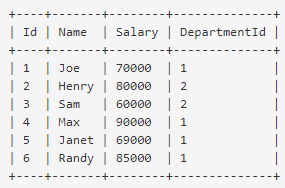 +----+-------+--------+--------------+
| Id | Name  | Salary | DepartmentId |
+----+-------+--------+--------------+
| 1  | Joe   | 70000  | 1            |
| 2  | Henry | 80000  | 2            |
| 3  | Sam   | 60000  | 2            |
| 4  | Max   | 90000  | 1            |
| 5  | Janet | 69000  | 1            |
| 6  | Randy | 85000  | 1            |
+----+-------+--------+--------------+